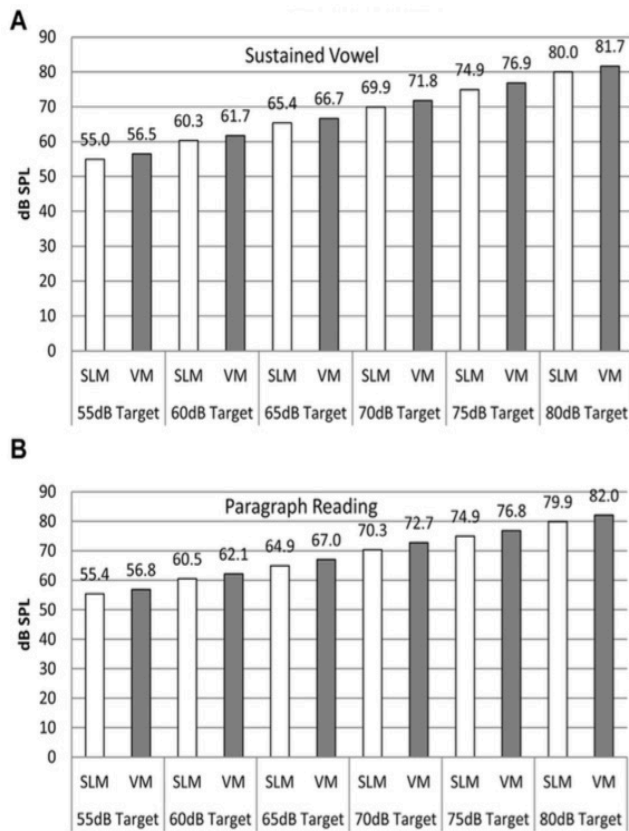 A
Sustained Vowel
dB SPL
90
80
70
60
50
40
30
20
10
0
55.0 56.5 60.3 61.7 65.4 66.7 69.9 71.8 74.9 76.9 80.0 81.7
SLM VM SLM VM SLM VM SLM VM SLM VM SLM VM
55dB Target 60dB Target 65dB Target 70dB Target 75dB Target 80dB Target
B
Paragraph Reading
dB SPL
90
80
70
60
50
40
30
20
10
0
55.4 56.8 60.5 62.1 64.9 67.0 70.3 72.7 74.9 76.8 79.9 82.0
SLM VM SLM VM SLM VM SLM VM SLM VM SLM VM
55dB Target 60dB Target 65dB Target 70dB Target 75dB Target 80dB Target